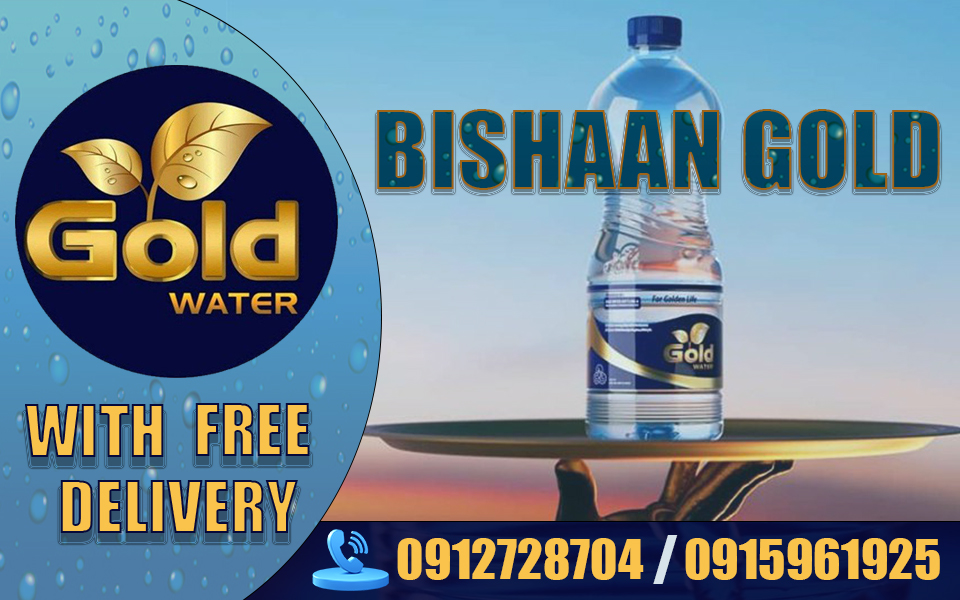 Gold
WATER
WITH FREE
DELIVERY
BISHAAN GOLD
For Golden Life
Gold
WATER
0912728704 / 0915961925